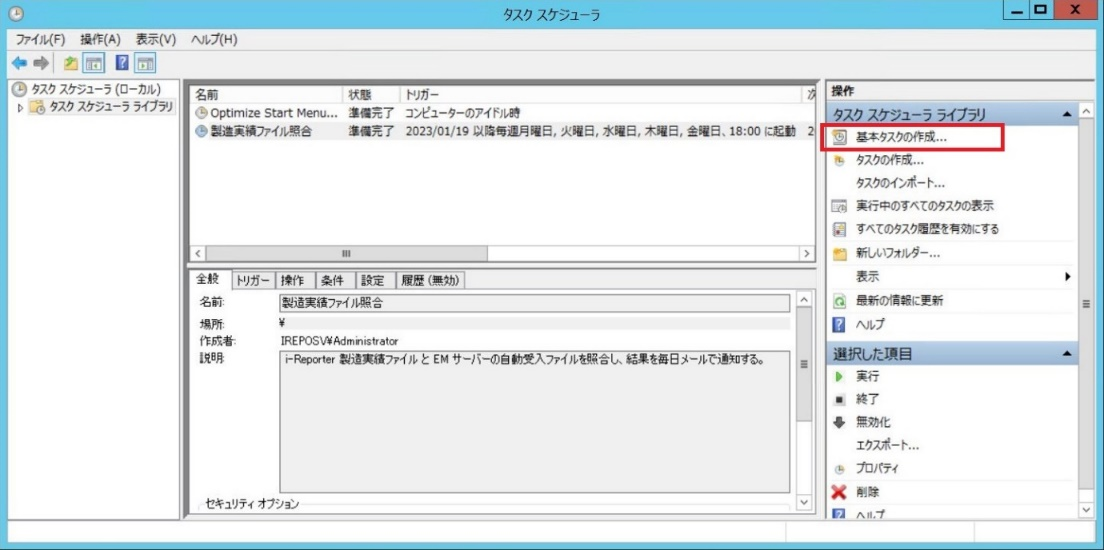 タスク スケジューラ
ファイル(F) 操作(A) 表示(V) ヘルプ(H)
タスク スケジューラ (ローカル)
タスク スケジューラ ライブラリ
名前 状態 トリガー
Optimize Start Menu... 準備完了 コンピューターのアイドル時
製造実績ファイル照合 準備完了 2023/01/19 以降毎週月曜日, 火曜日, 水曜日, 木曜日, 金曜日、18:00 に起動 2
全般 トリガー 操作 条件 設定 履歴 (無効)
名前: 製造実績ファイル照合
場所: ¥
作成者: IREPOSV¥Administrator
説明: i-Reporter 製造実績ファイル と EM サーバーの自動受入ファイルを照合し、結果を毎日メールで通知する。
セキュリティ オプション
操作
タスク スケジューラ ライブラリ
基本タスクの作成...
タスクの作成...
タスクのインポート...
実行中のすべてのタスクの表示
すべてのタスク履歴を有効にする
新しいフォルダー...
表示
最新の情報に更新
ヘルプ
選択した項目
実行
終了
無効化
エクスポート...
プロパティ
削除
ヘルプ